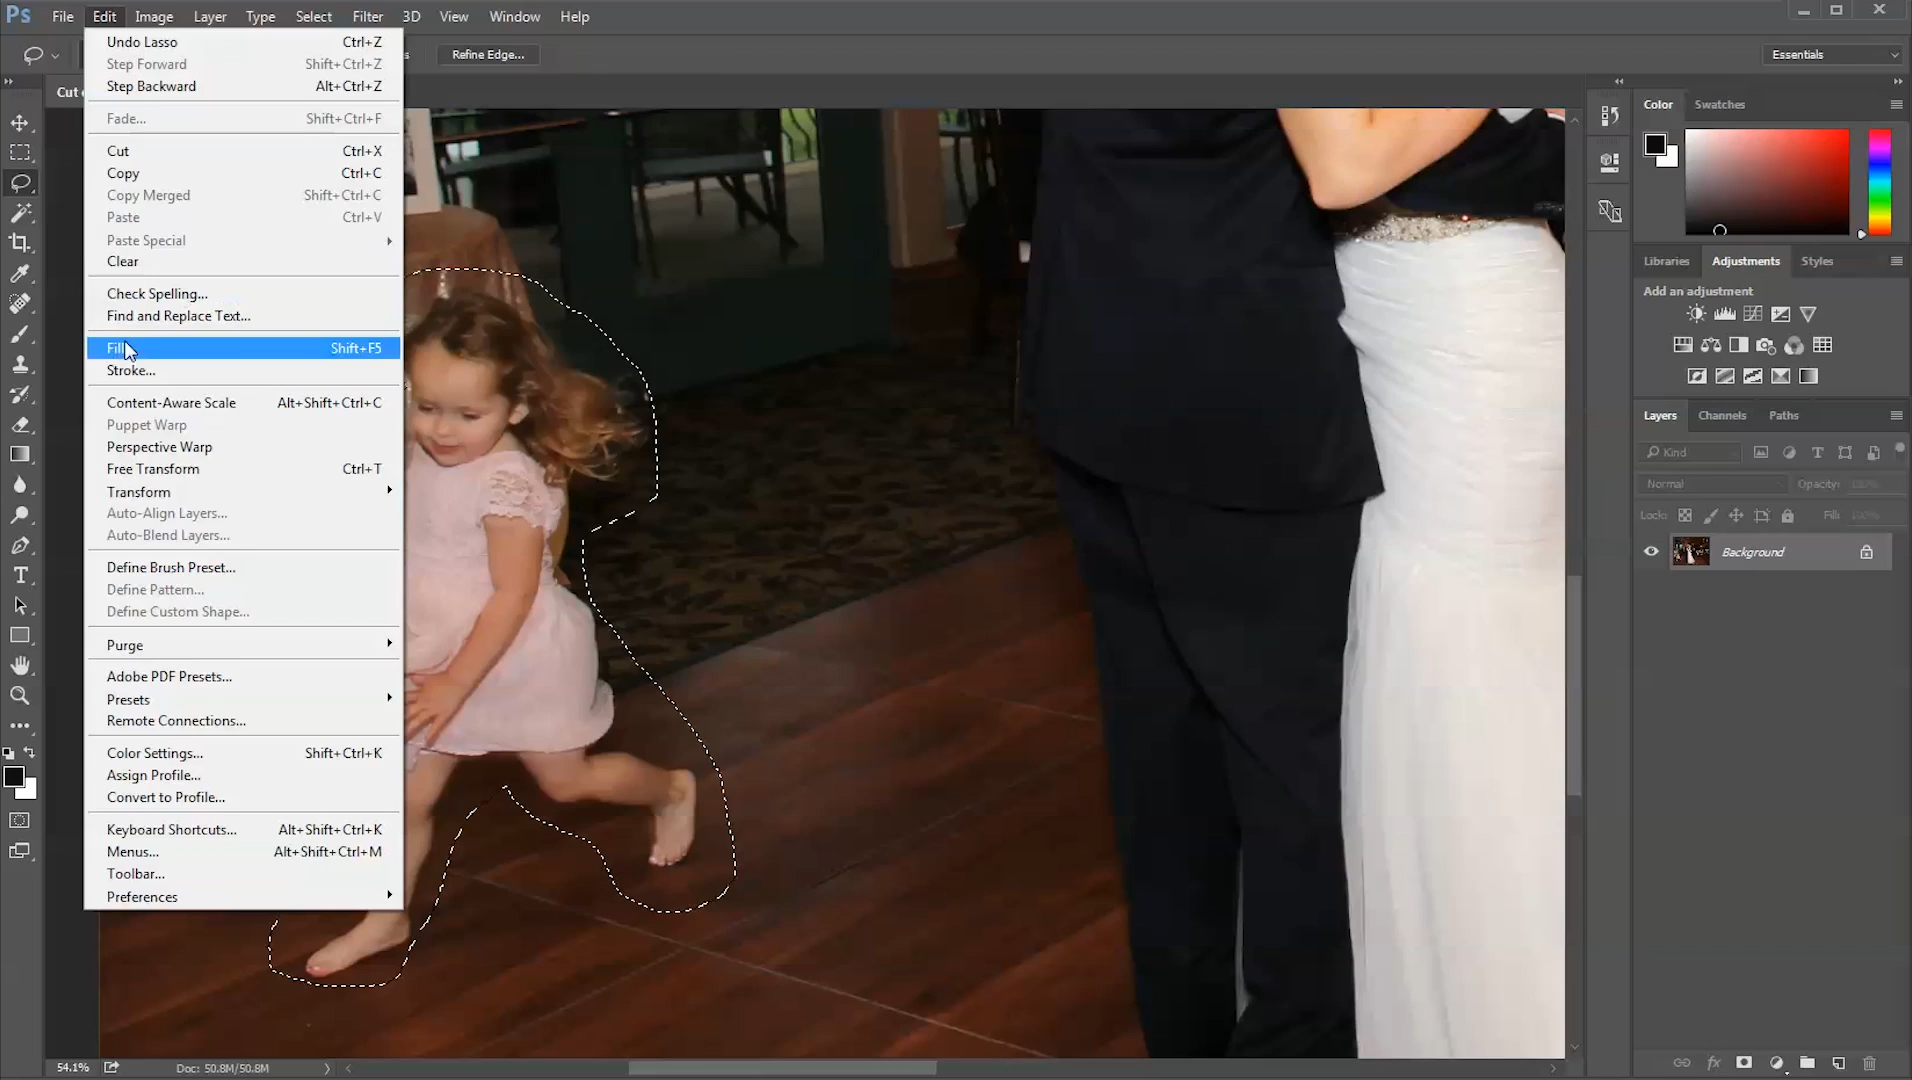 Ps File Edit Image Layer Type Select Filter 3D View Window Help
Refine Edge... Essentials
Cut
Undo Lasso Ctrl+Z
Step Forward Shift+Ctrl+Z
Step Backward Alt+Ctrl+Z
Fade... Shift+Ctrl+F
Cut Ctrl+X
Copy Ctrl+C
Copy Merged Shift+Ctrl+C
Paste Ctrl+V
Paste Special
Clear
Check Spelling...
Find and Replace Text...
Fill... Shift+F5
Stroke...
Content-Aware Scale Alt+Shift+Ctrl+C
Puppet Warp
Perspective Warp
Free Transform Ctrl+T
Transform
Auto-Align Layers...
Auto-Blend Layers...
Define Brush Preset...
Define Pattern...
Define Custom Shape...
Purge
Adobe PDF Presets...
Presets
Remote Connections...
Color Settings... Shift+Ctrl+K
Assign Profile...
Convert to Profile...
Keyboard Shortcuts... Alt+Shift+Ctrl+K
Menus... Alt+Shift+Ctrl+M
Toolbar...
Preferences
54.1% Doc: 50.8M/50.8M
Color Swatches
Libraries Adjustments Styles
Add an adjustment
Layers Channels Paths
Kind
Normal Opacity: 100%
Lock: Fill: 100%
Background
fx